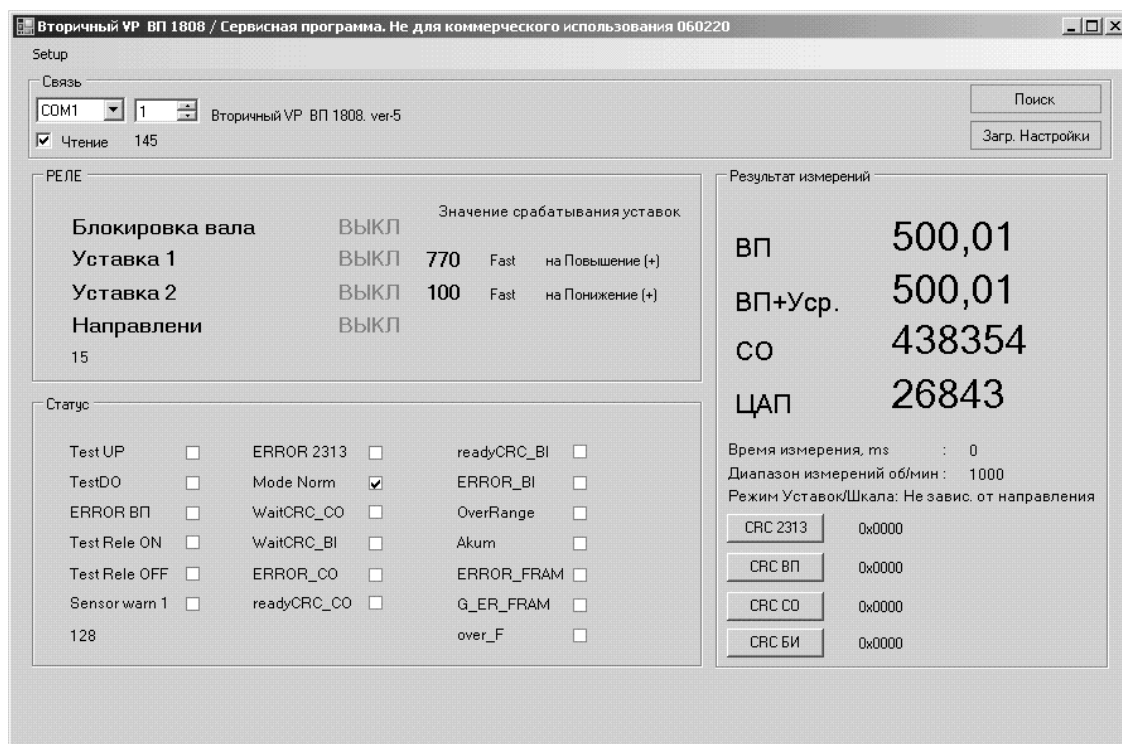 Вторичный VP ВП 1808 / Сервисная программа. Не для коммерческого использования 060220
Setup
Связь
COM1 1 Вторичный VP ВП 1808. ver-5
Поиск
Чтение 145
Загр. Настройки
РЕЛЕ
Значение срабатывания уставок
Блокировка вала ВЫКЛ
Уставка 1 ВЫКЛ 770 Fast на Повышение (+)
Уставка 2 ВЫКЛ 100 Fast на Понижение (+)
Направлени ВЫКЛ
15
Результат измерений
ВП 500,01
ВП+Уср. 500,01
СО 438354
ЦАП 26843
Время измерения, ms : 0
Диапазон измерений об/мин : 1000
Режим Уставок/Шкала: Не завис. от направления
CRC 2313 0x0000
CRC ВП 0x0000
CRC СО 0x0000
CRC БИ 0x0000
Статус
Test UP ERROR 2313 readyCRC_BI
TestDO Mode Norm ERROR_BI
ERROR ВП WaitCRC_CO OverRange
Test Rele ON WaitCRC_BI Akum
Test Rele OFF ERROR_CO ERROR_FRAM
Sensor warn 1 readyCRC_CO G_ER_FRAM
128 over_F